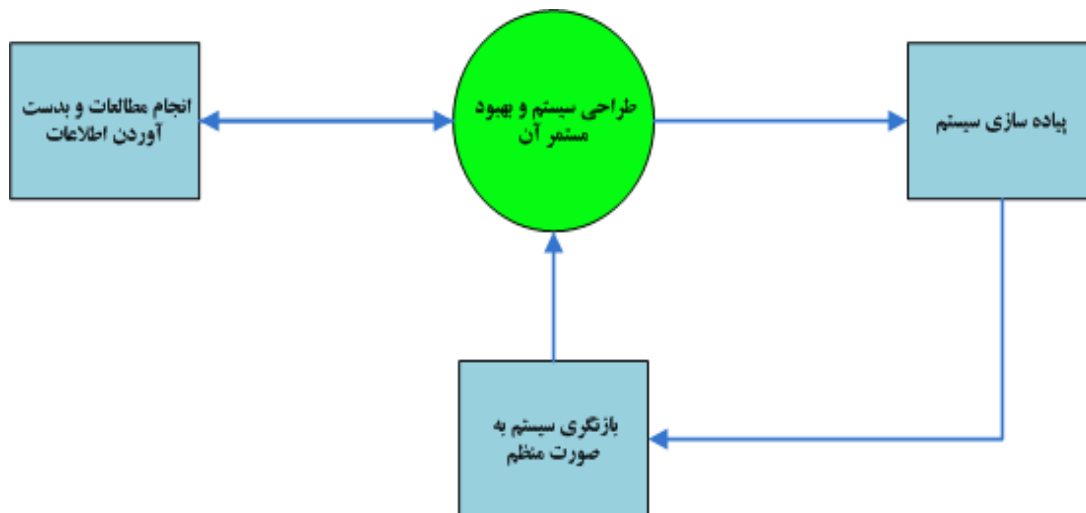 انجام مطالعات و بدست
آوردن اطلاعات
طراحی سیستم و بهبود
مستمر آن
پیاده سازی سیستم
بازنگری سیستم به
صورت منظم